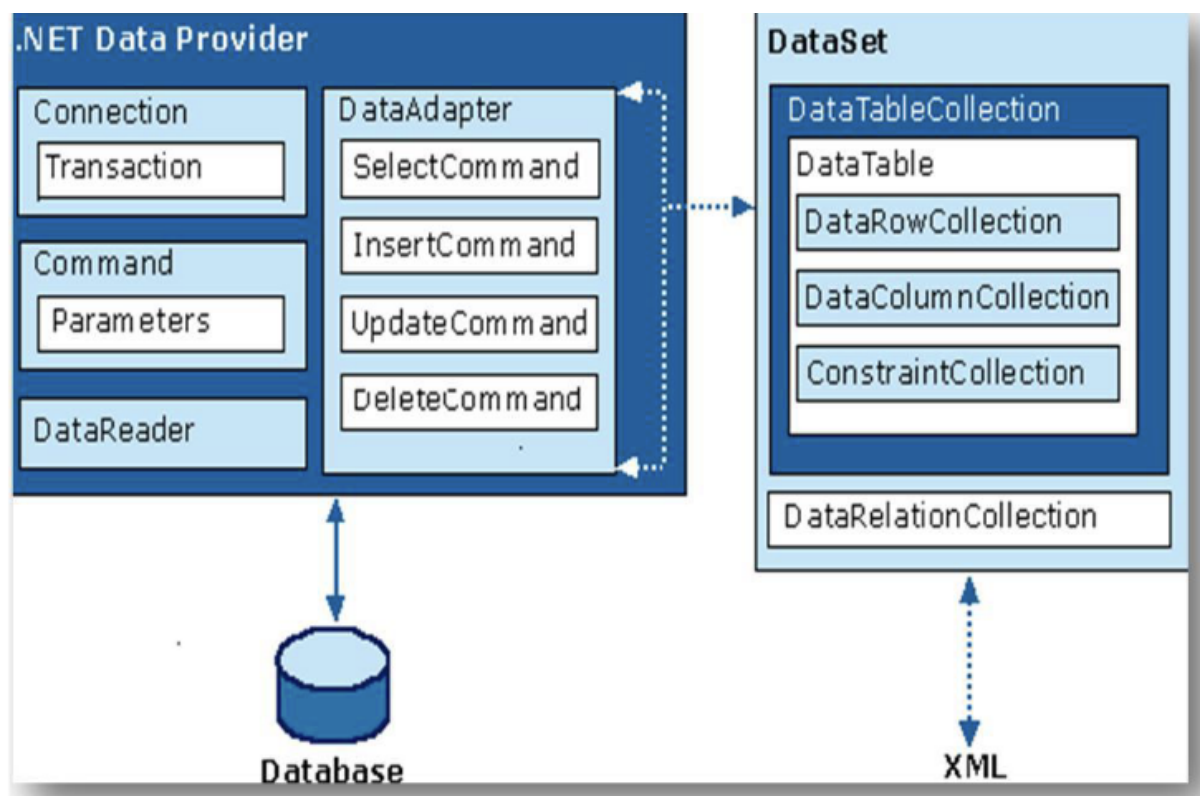 .NET Data Provider
Connection
Transaction
Command
Parameters
DataReader
DataAdapter
SelectCommand
InsertCommand
UpdateCommand
DeleteCommand
Database
DataSet
DataTableCollection
DataTable
DataRowCollection
DataColumnCollection
ConstraintCollection
DataRelationCollection
XML